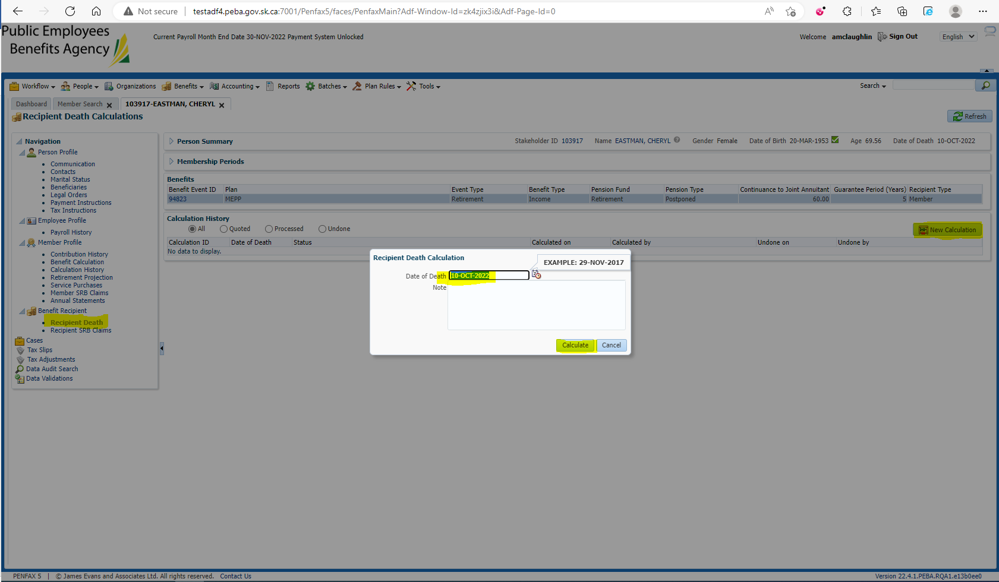 Not secure | testadf4.peba.gov.sk.ca:7001/Penfax5/faces/PenfaxMain?Adf-Window-Id=zk4zjix3i&Adf-Page-Id=0
Public Employees
Benefits Agency
Current Payroll Month End Date 30-NOV-2022 Payment System Unlocked
Welcome amclaughlin Sign Out English
Workflow People Organizations Benefits Accounting Reports Batches Plan Rules Tools Search
Dashboard Member Search 103917-EASTMAN, CHERYL
Recipient Death Calculations
Refresh
Navigation
Person Profile
Communication
Contacts
Marital Status
Beneficiaries
Legal Orders
Payment Instructions
Tax Instructions
Employee Profile
Payroll History
Member Profile
Contribution History
Benefit Calculation
Calculation History
Retirement Projection
Service Purchases
Member SRB Claims
Annual Statements
Benefit Recipient
Recipient Death
Recipient SRB Claims
Cases
Tax Slips
Tax Adjustments
Data Audit Search
Data Validations
Person Summary Stakeholder ID 103917 Name EASTMAN, CHERYL Gender Female Date of Birth 20-MAR-1953 Age 69.56 Date of Death 10-OCT-2022
Membership Periods
Benefits
Benefit Event ID Plan Event Type Benefit Type Pension Fund Pension Type Continuance to Joint Annuitant Guarantee Period (Years) Recipient Type
94823 MEPP Retirement Income Retirement Postponed 60.00 5 Member
Calculation History
All Quoted Processed Undone
New Calculation
Calculation ID Date of Death Status Calculated on Calculated by Undone on Undone by
No data to display.
Recipient Death Calculation
EXAMPLE: 29-NOV-2017
Date of Death 10-OCT-2022
Note
Calculate Cancel
PENFAX 5 | © James Evans and Associates Ltd. All rights reserved. Contact Us
Version 22.4.1.PEBA.RQA1.e13b0ee0